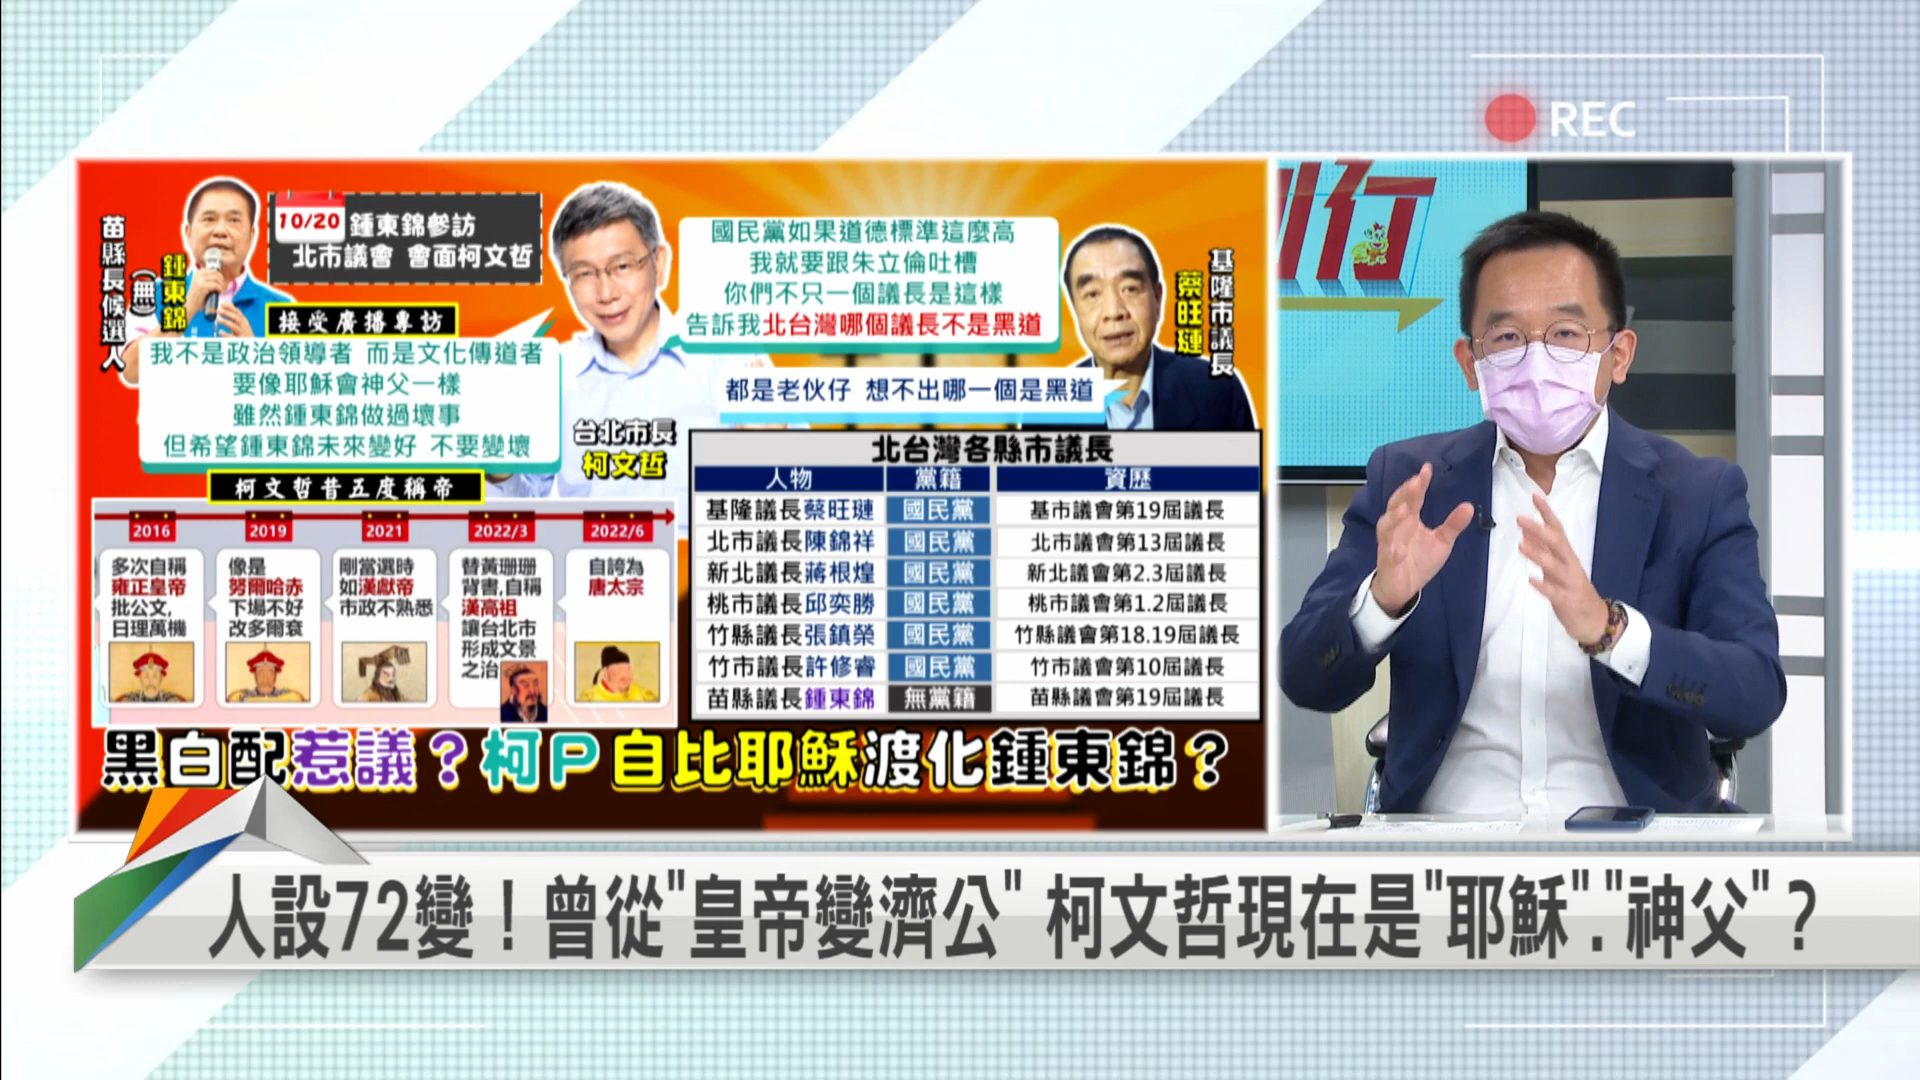 REC
行
苗縣長候選人
(無)
鍾東錦
10/20 鍾東錦參訪
北市議會 會面柯文哲
接受廣播專訪
我不是政治領導者 而是文化傳道者
要像耶穌會神父一樣
雖然鍾東錦做過壞事
但希望鍾東錦未來變好 不要變壞
台北市長
柯文哲
國民黨如果道德標準這麼高
我就要跟朱立倫吐槽
你們不只一個議長是這樣
告訴我北台灣哪個議長不是黑道
基隆市議長
蔡旺璉
都是老伙仔 想不出哪一個是黑道
柯文哲昔五度稱帝
2016
多次自稱
雍正皇帝
批公文,
日理萬機
2019
像是
努爾哈赤
下場不好
改多爾袞
2021
剛當選時
如漢獻帝
市政不熟悉
2022/3
替黃珊珊
背書,自稱
漢高祖
讓台北市
形成文景
之治
2022/6
自誇為
唐太宗
北台灣各縣市議長
人物 黨籍 資歷
基隆議長蔡旺璉 國民黨 基市議會第19屆議長
北市議長陳錦祥 國民黨 北市議會第13屆議長
新北議長蔣根煌 國民黨 新北議會第2.3屆議長
桃市議長邱奕勝 國民黨 桃市議會第1.2屆議長
竹縣議長張鎮榮 國民黨 竹縣議會第18.19屆議長
竹市議長許修睿 國民黨 竹市議會第10屆議長
苗縣議長鍾東錦 無黨籍 苗縣議會第19屆議長
黑白配惹議？柯P自比耶穌渡化鍾東錦？
人設72變！曾從"皇帝變濟公" 柯文哲現在是"耶穌"."神父"？